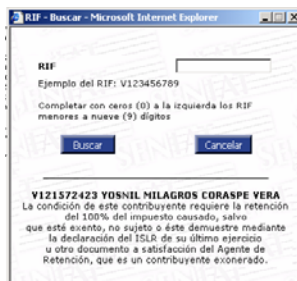 RIF - Buscar - Microsoft Internet Explorer
RIF
Ejemplo del RIF: V123456789
Completar con ceros (0) a la izquierda los RIF
menores a nueve (9) dígitos
Buscar
Cancelar
V121572423 YOSNIL MILAGROS CORASPE VERA
La condición de este contribuyente requiere la retención
del 100% del impuesto causado, salvo
que esté exento, no sujeto o éste demuestre mediante
la declaración del ISLR de su último ejercicio
u otro documento a satisfacción del Agente de
Retención, que es un contribuyente exonerado.